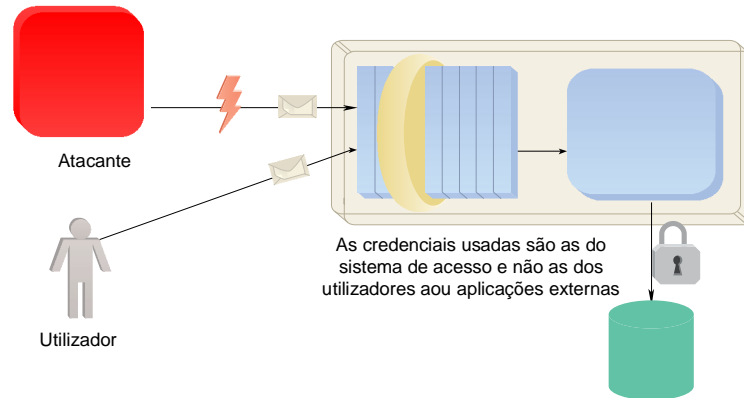 Atacante
As credenciais usadas são as do
sistema de acesso e não as dos
utilizadores aou aplicações externas
Utilizador